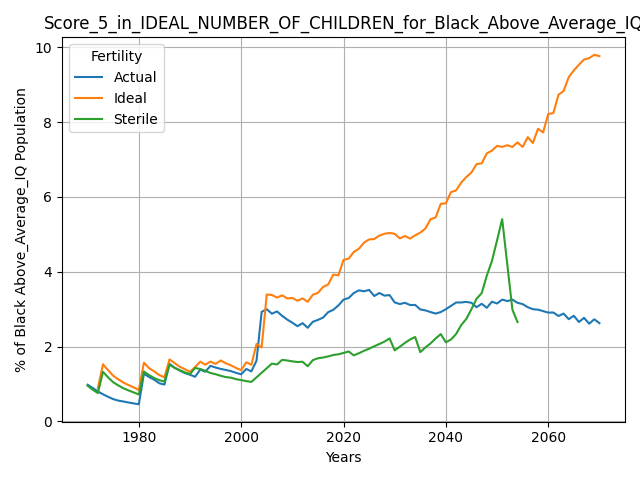 Score_5_in_IDEAL_NUMBER_OF_CHILDREN_for_Black_Above_Average_IQ
% of Black Above_Average_IQ Population
10
8
6
4
2
0
Fertility
Actual
Ideal
Sterile
1980
2000
2020
2040
2060
Years